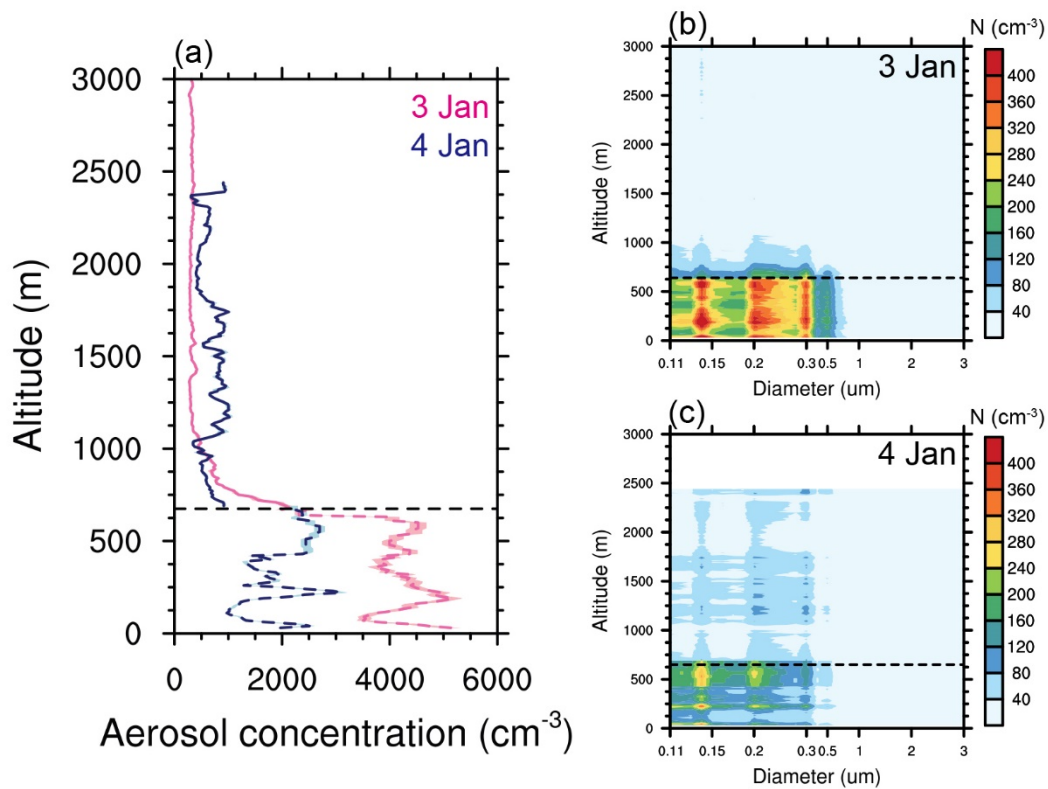 (a)
3000
2500
2000
1500
1000
500
0
Altitude (m)
3 Jan
4 Jan
0 2000 4000 6000
Aerosol concentration (cm-3)
(b)
N (cm-3)
3 Jan
3000
2500
2000
1500
1000
500
0
Altitude (m)
0.11 0.15 0.2 0.3 0.5 1 2 3
Diameter (um)
400
360
320
280
240
200
160
120
80
40
(c)
N (cm-3)
4 Jan
3000
2500
2000
1500
1000
500
0
Altitude (m)
0.11 0.15 0.2 0.3 0.5 1 2 3
Diameter (um)
400
360
320
280
240
200
160
120
80
40